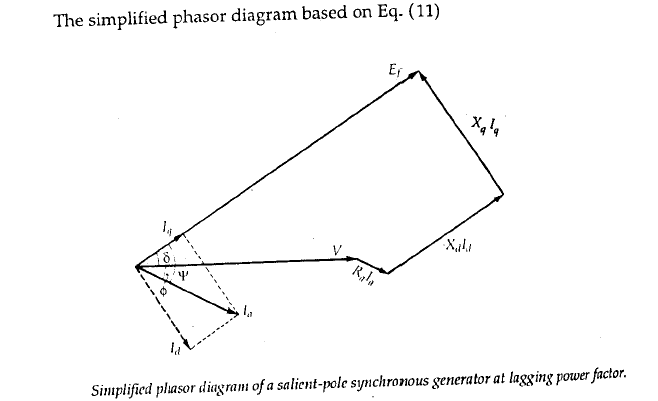 The simplified phasor diagram based on Eq. (11)
E_f
X_q I_q
I_q
δ
V
X_d I_d
Ψ
R_a I_a
ϕ
I_a
I_d
Simplified phasor diagram of a salient-pole synchronous generator at lagging power factor.